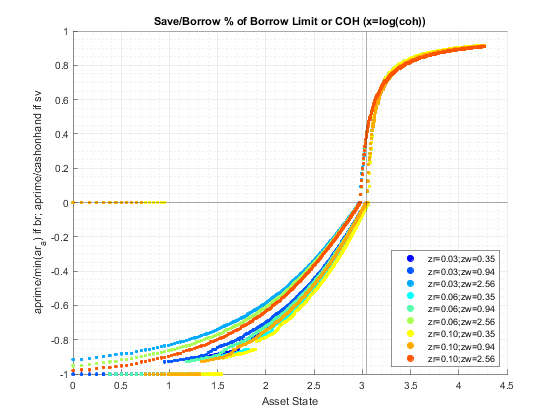 Save/Borrow % of Borrow Limit or COH (x=log(coh))
1
0.8
0.6
0.4
0.2
0
-0.2
-0.4
-0.6
-0.8
-1
aprime/min(ar_a) if br; aprime/cashonhand if sv
zr=0.03;zw=0.35
zr=0.03;zw=0.94
zr=0.03;zw=2.56
zr=0.06;zw=0.35
zr=0.06;zw=0.94
zr=0.06;zw=2.56
zr=0.10;zw=0.35
zr=0.10;zw=0.94
zr=0.10;zw=2.56
0 0.5 1 1.5 2 2.5 3 3.5 4 4.5
Asset State